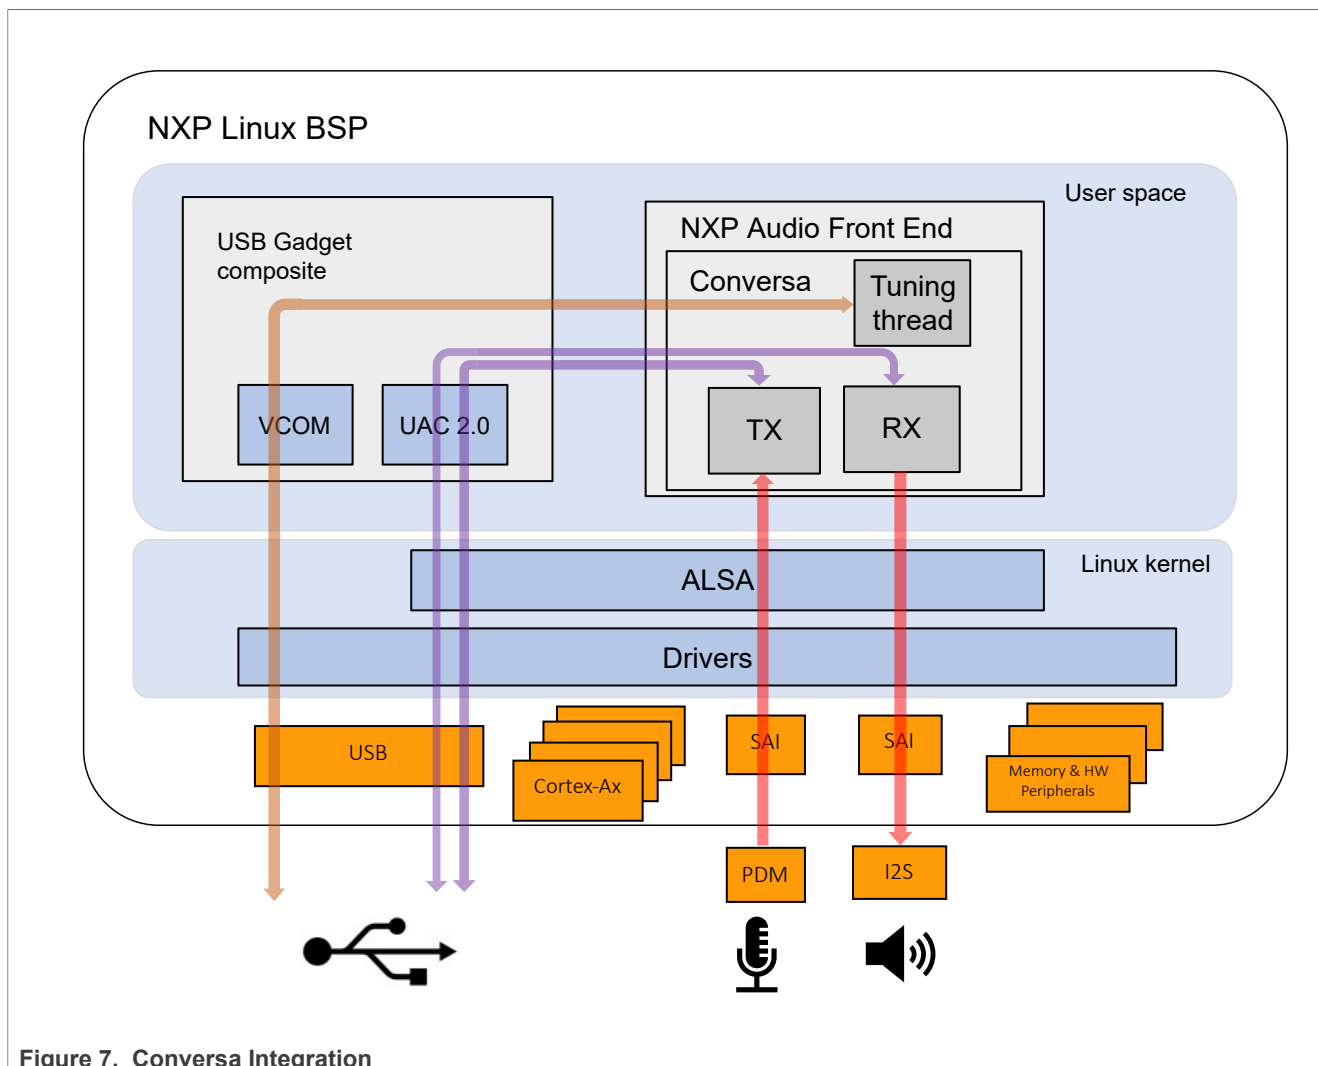 NXP Linux BSP
User space
USB Gadget
composite
NXP Audio Front End
Conversa
Tuning
thread
VCOM
UAC 2.0
TX
RX
Linux kernel
ALSA
Drivers
USB
Cortex-Ax
SAI
SAI
Memory & HW
Peripherals
PDM
I2S
Figure 7. Conversa Integration